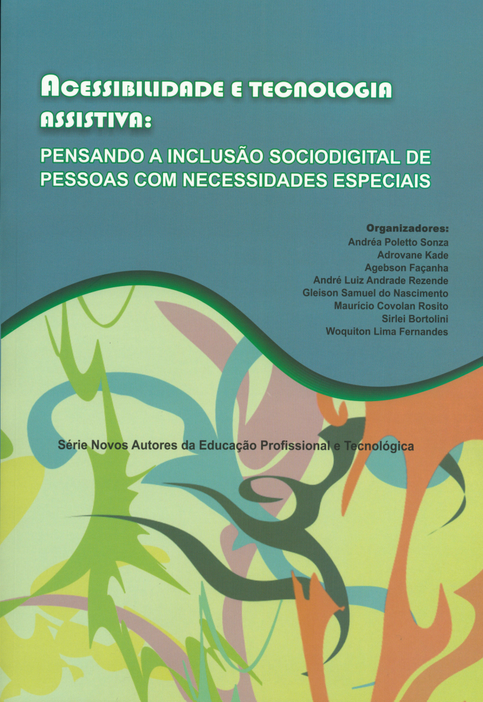 ACESSIBILIDADE E TECNOLOGIA
ASSISTIVA:
PENSANDO A INCLUSÃO SOCIODIGITAL DE
PESSOAS COM NECESSIDADES ESPECIAIS
Organizadores:
Andréa Poletto Sonza
Adrovane Kade
Agebson Façanha
André Luiz Andrade Rezende
Gleison Samuel do Nascimento
Maurício Covolan Rosito
Sirlei Bortolini
Woquiton Lima Fernandes
Série Novos Autores da Educação Profissional e Tecnológica